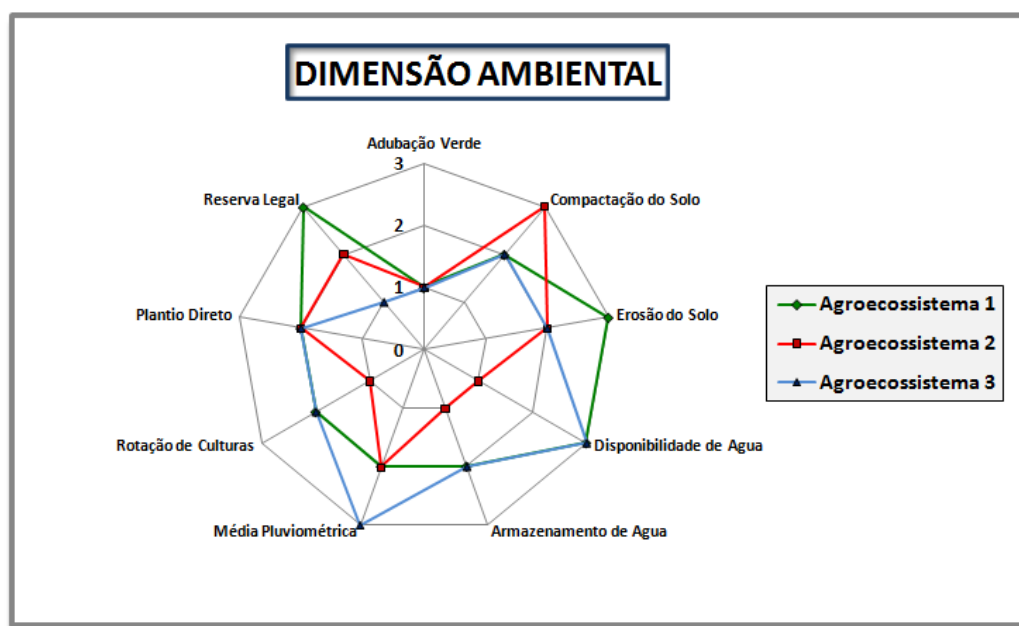 DIMENSÃO AMBIENTAL
Adubação Verde
3
Reserva Legal
Compactação do Solo
2
1
Plantio Direto
Erosão do Solo
0
Rotação de Culturas
Disponibilidade de Agua
Média Pluviométrica
Armazenamento de Agua
Agroecossistema 1
Agroecossistema 2
Agroecossistema 3